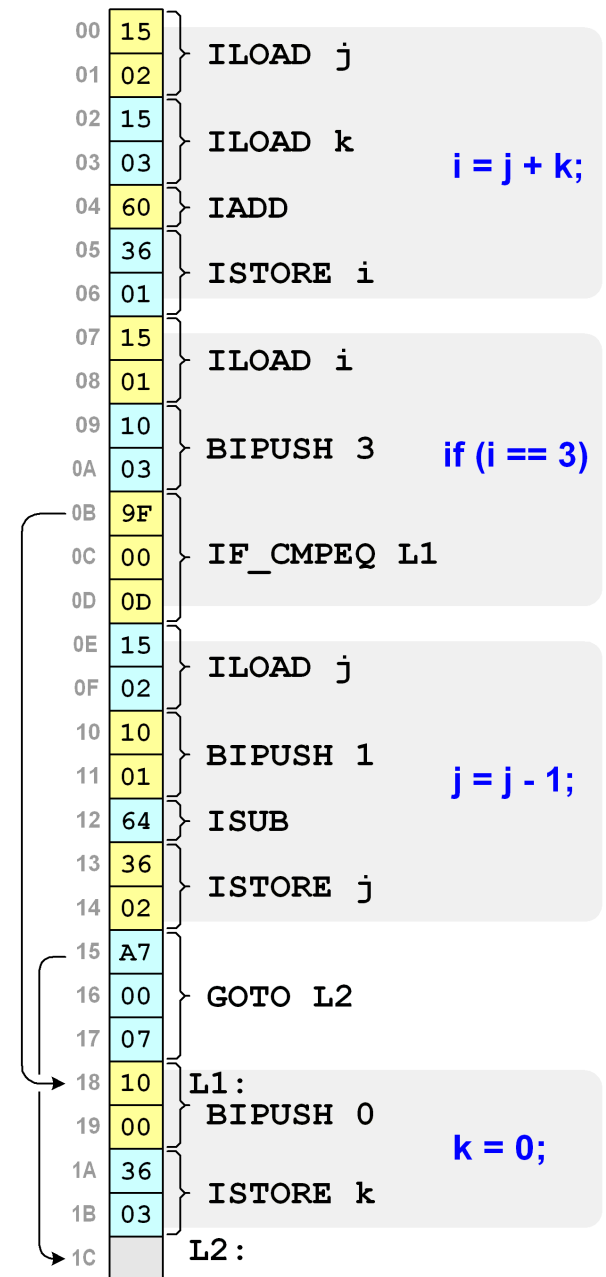 00 15 ILOAD j
01 02
02 15 ILOAD k
03 03 i = j + k;
04 60 IADD
05 36 ISTORE i
06 01
07 15 ILOAD i
08 01
09 10 BIPUSH 3 if (i == 3)
0A 03
0B 9F
0C 00 IF_CMPEQ L1
0D 0D
0E 15 ILOAD j
0F 02
10 10 BIPUSH 1
11 01 j = j - 1;
12 64 ISUB
13 36 ISTORE j
14 02
15 A7
16 00 GOTO L2
17 07
18 10 L1:
19 00 BIPUSH 0
k = 0;
1A 36 ISTORE k
1B 03
1C L2: